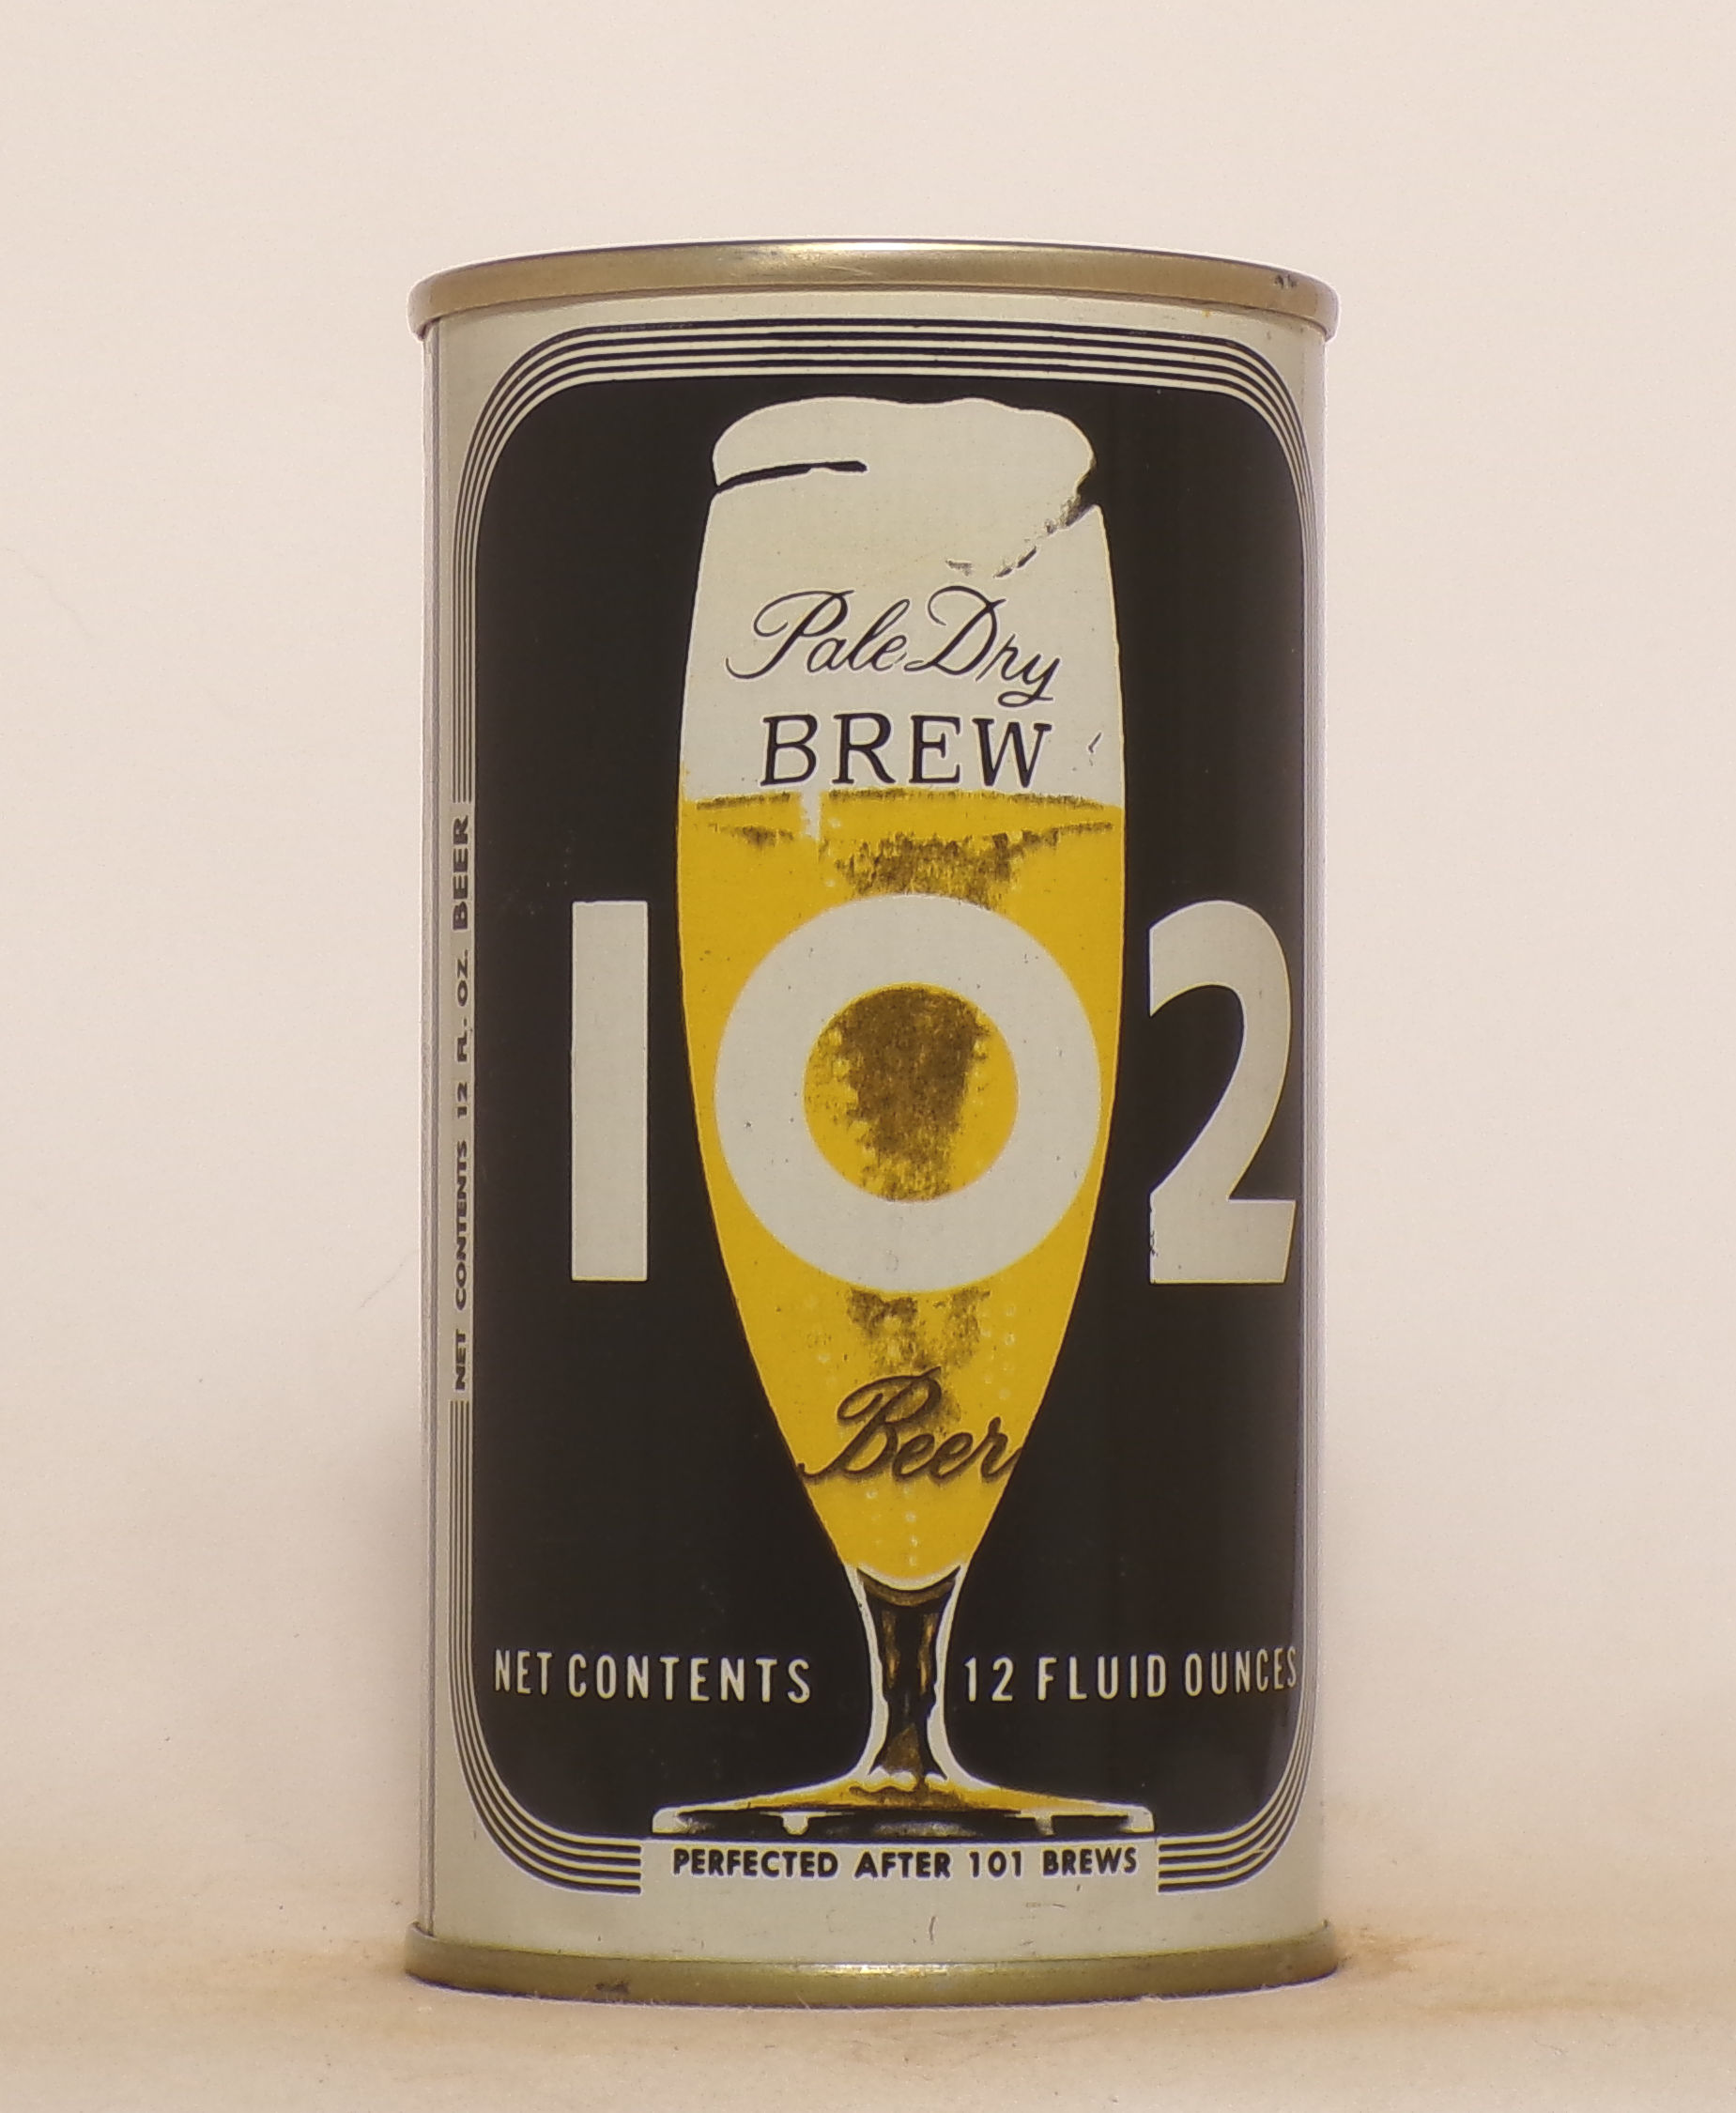 Pale Dry
BREW
102
Beer
NET CONTENTS 12 FLUID OUNCES
PERFECTED AFTER 101 BREWS
NET CONTENTS 12 FL. OZ. BEER